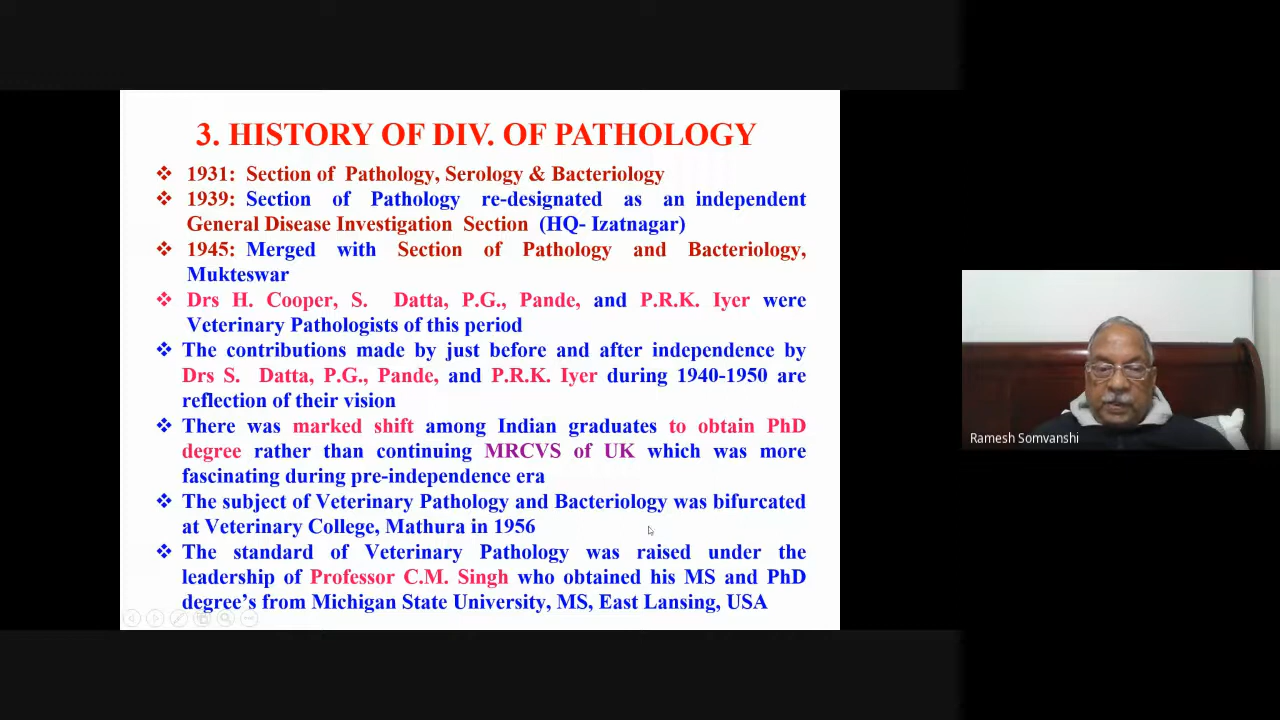 3. HISTORY OF DIV. OF PATHOLOGY
❖ 1931: Section of Pathology, Serology & Bacteriology
❖ 1939: Section of Pathology re-designated as an independent
General Disease Investigation Section (HQ- Izatnagar)
❖ 1945: Merged with Section of Pathology and Bacteriology,
Mukteswar
❖ Drs H. Cooper, S. Datta, P.G., Pande, and P.R.K. Iyer were
Veterinary Pathologists of this period
❖ The contributions made by just before and after independence by
Drs S. Datta, P.G., Pande, and P.R.K. Iyer during 1940-1950 are
reflection of their vision
❖ There was marked shift among Indian graduates to obtain PhD
degree rather than continuing MRCVS of UK which was more
fascinating during pre-independence era
❖ The subject of Veterinary Pathology and Bacteriology was bifurcated
at Veterinary College, Mathura in 1956
❖ The standard of Veterinary Pathology was raised under the
leadership of Professor C.M. Singh who obtained his MS and PhD
degree's from Michigan State University, MS, East Lansing, USA
Ramesh Somvanshi